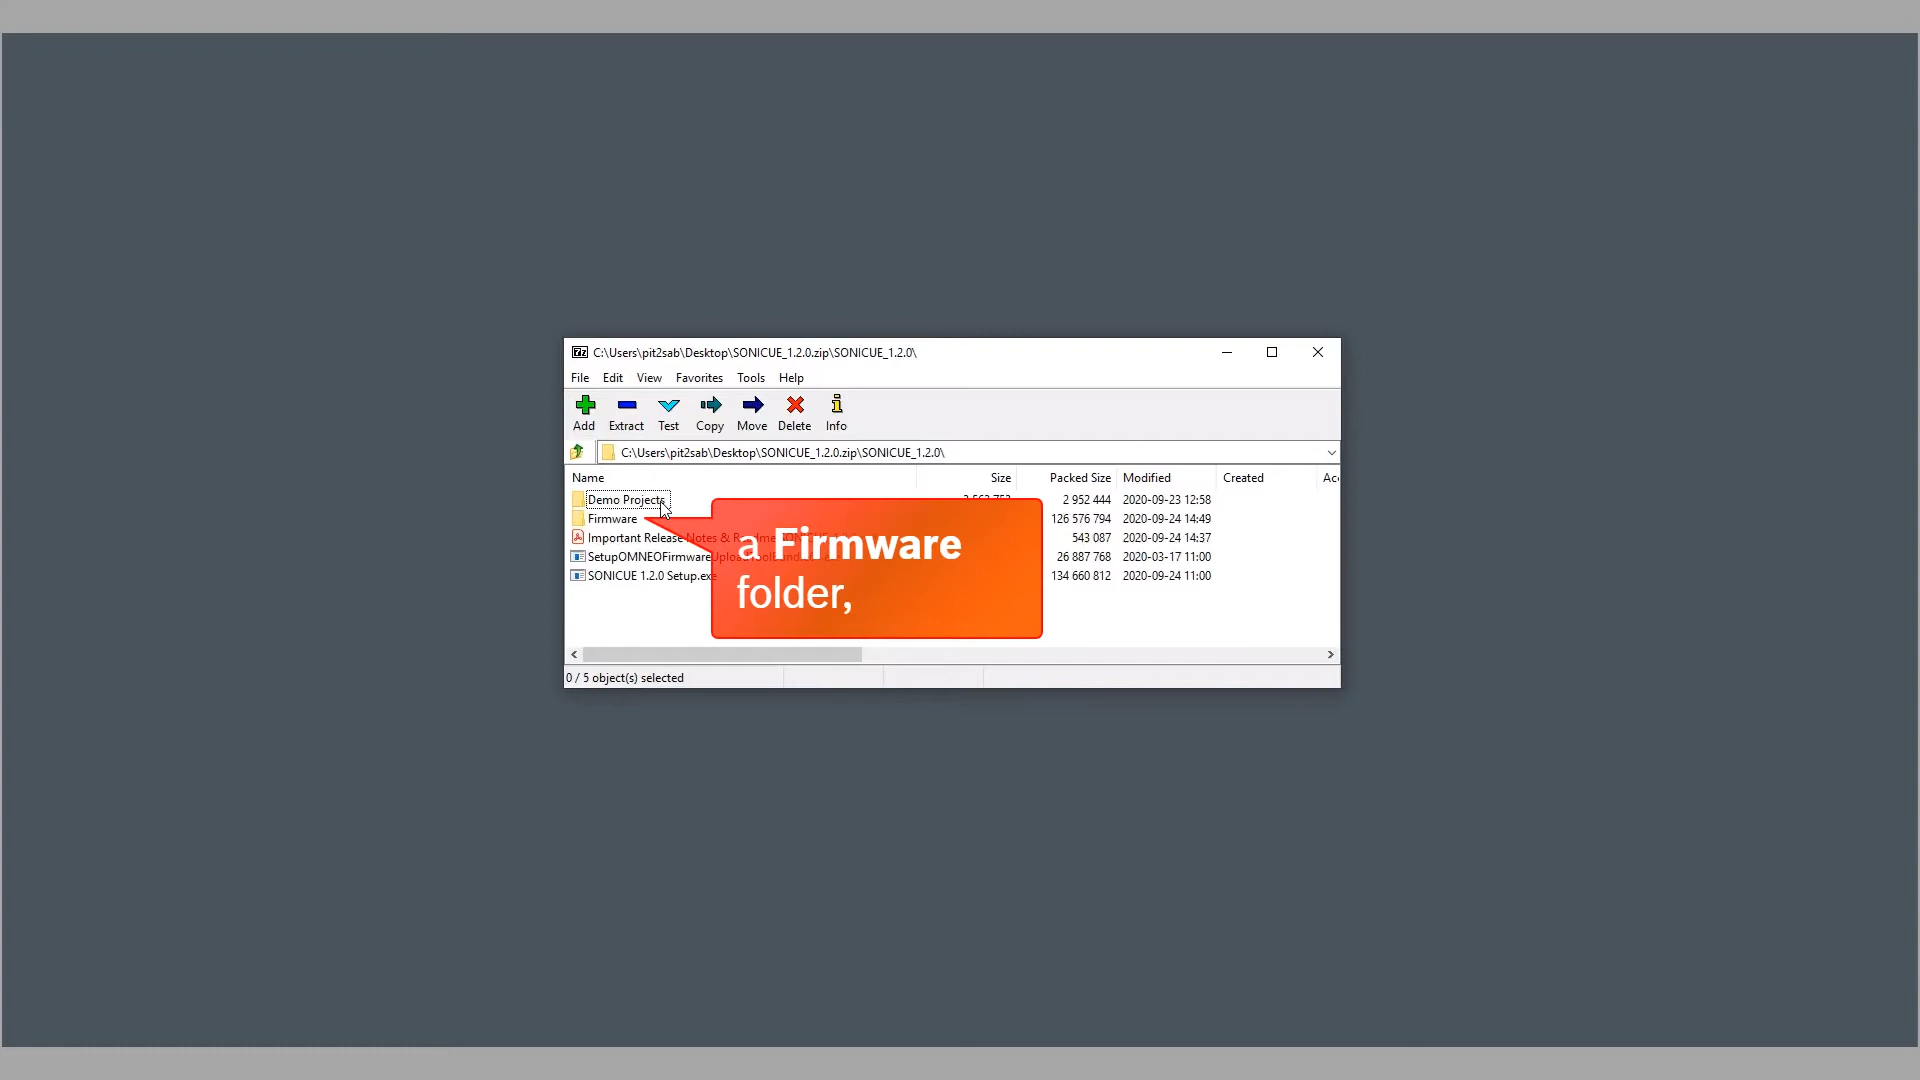 C:\Users\pit2sab\Desktop\SONICUE_1.2.0.zip\SONICUE_1.2.0\
File Edit View Favorites Tools Help
Add Extract Test Copy Move Delete Info
C:\Users\pit2sab\Desktop\SONICUE_1.2.0.zip\SONICUE_1.2.0\
Name Size Packed Size Modified Created
Demo Projects 2 952 444 2020-09-23 12:58
Firmware 126 576 794 2020-09-24 14:49
Important Release Notes & 543 087 2020-09-24 14:37
SetupOMNEOFirmwareUpload 26 887 768 2020-03-17 11:00
SONICUE 1.2.0 Setup.exe 134 660 812 2020-09-24 11:00
a Firmware
folder,
0 / 5 object(s) selected